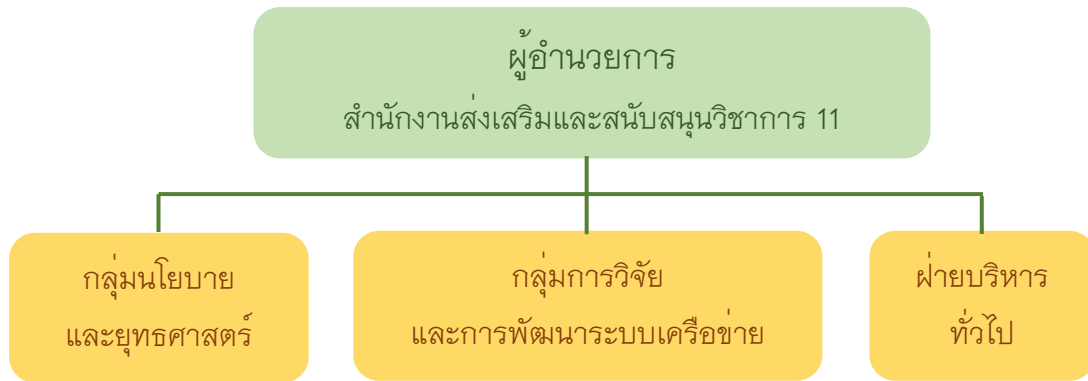 ผู้อำนวยการ
สำนักงานส่งเสริมและสนับสนุนวิชาการ 11
กลุ่มนโยบาย
และยุทธศาสตร์
กลุ่มการวิจัย
และการพัฒนาระบบเครือข่าย
ฝ่ายบริหาร
ทั่วไป